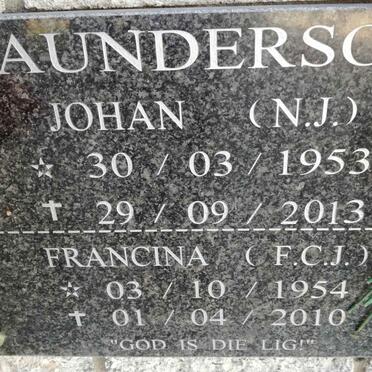 AUNDERSO
JOHAN (N.J.)
☆ 30 / 03 / 1953
✝ 29 / 09 / 2013
FRANCINA ( F.C.J.)
☆ 03 / 10 / 1954
✝ 01 / 04 / 2010
"GOD IS DIE LIG!"